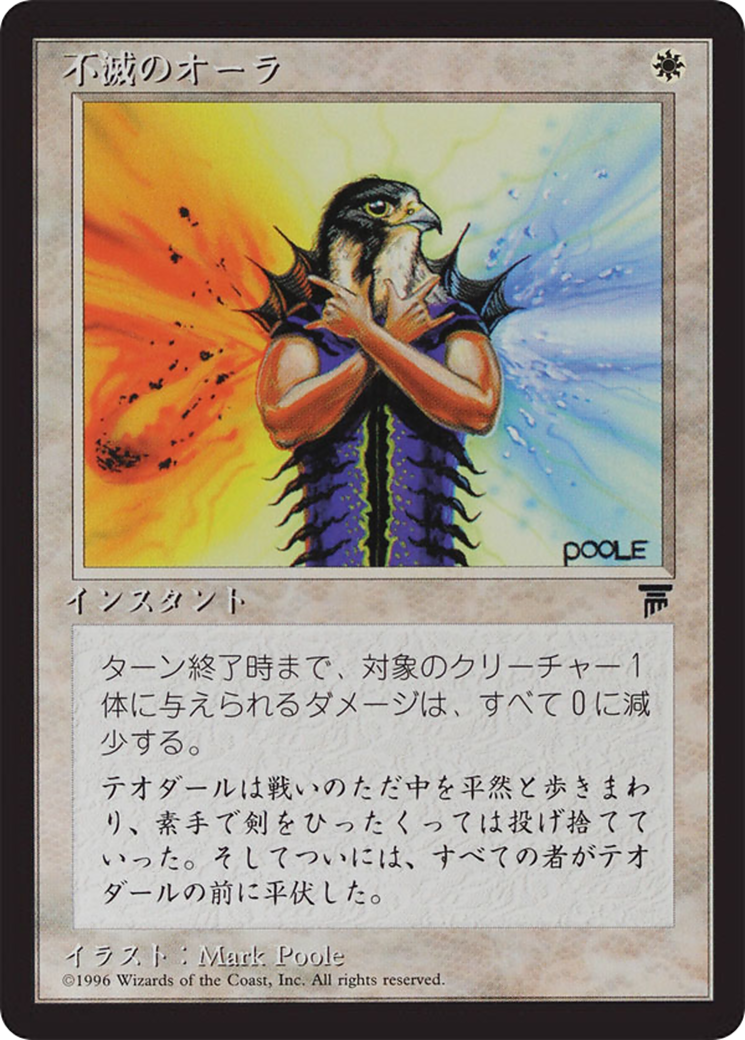 不滅のオーラ
POOLE
インスタント
ターン終了時まで、対象のクリーチャー1
体に与えられるダメージは、すべて0に減
少する。
テオダールは戦いのただ中を平然と歩きまわ
り、素手で剣をひったくっては投げ捨てて
いった。そしてついには、すべての者がテオ
ダールの前に平伏した。
イラスト：Mark Poole
©1996 Wizards of the Coast, Inc. All rights reserved.